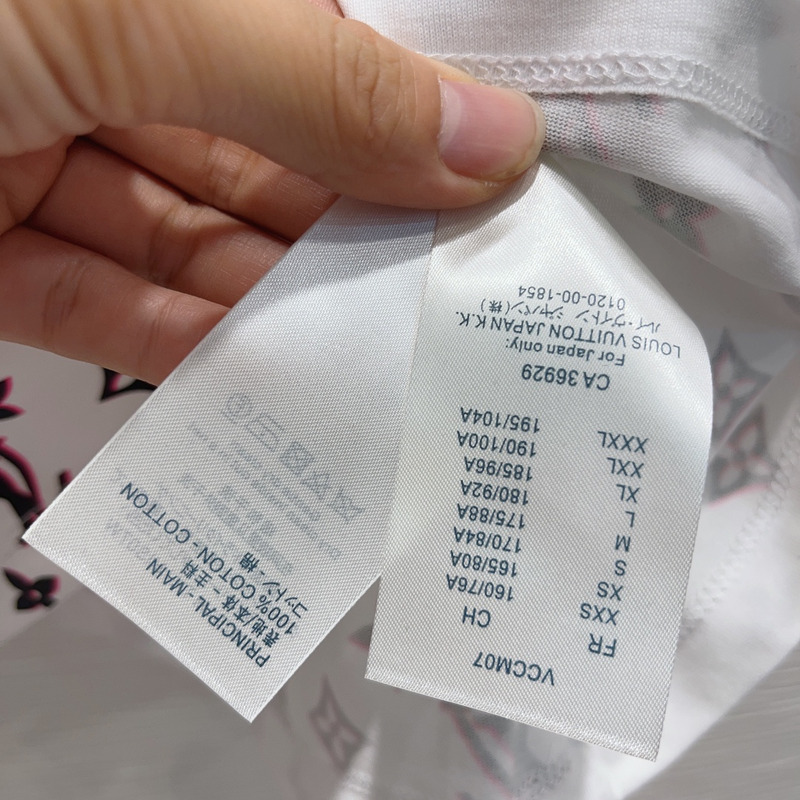 VCCM07
FR CH
XXS 160/76A
XS 165/80A
S 170/84A
M 175/88A
L 180/92A
XL 185/96A
XXL 190/100A
XXXL 195/104A
CA 36929
For Japan only:
LOUIS VUITTON JAPAN K.K.
ルイ・ヴィトン ジャパン(株)
0120-00-1854
PRINCIPAL - MAIN
表地/本体 - 主料
100% COTON - COTTON
コットン - 棉